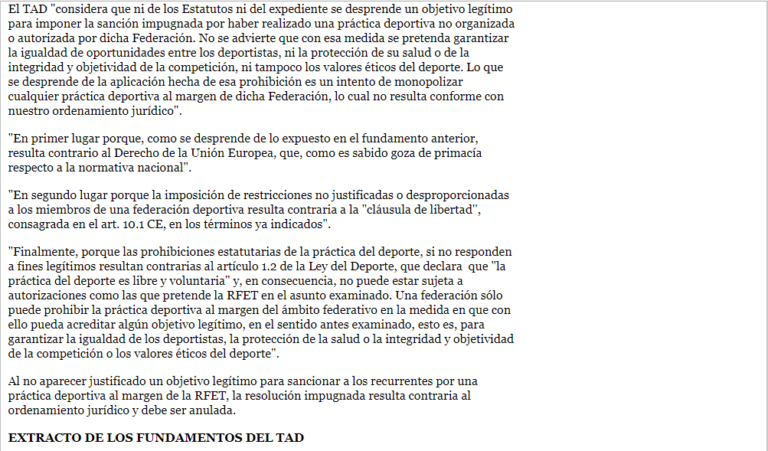 El TAD "considera que ni de los Estatutos ni del expediente se desprende un objetivo legítimo
para imponer la sanción impugnada por haber realizado una práctica deportiva no organizada
o autorizada por dicha Federación. No se advierte que con esa medida se pretenda garantizar
la igualdad de oportunidades entre los deportistas, ni la protección de su salud o de la
integridad y objetividad de la competición, ni tampoco los valores éticos del deporte. Lo que
se desprende de la aplicación hecha de esa prohibición es un intento de monopolizar
cualquier práctica deportiva al margen de dicha Federación, lo cual no resulta conforme con
nuestro ordenamiento jurídico".
"En primer lugar porque, como se desprende de lo expuesto en el fundamento anterior,
resulta contrario al Derecho de la Unión Europea, que, como es sabido goza de primacía
respecto a la normativa nacional".
"En segundo lugar porque la imposición de restricciones no justificadas o desproporcionadas
a los miembros de una federación deportiva resulta contraria a la "cláusula de libertad",
consagrada en el art. 10.1 CE, en los términos ya indicados".
"Finalmente, porque las prohibiciones estatutarias de la práctica del deporte, si no responden
a fines legítimos resultan contrarias al artículo 1.2 de la Ley del Deporte, que declara que "la
práctica del deporte es libre y voluntaria" y, en consecuencia, no puede estar sujeta a
autorizaciones como las que pretende la RFET en el asunto examinado. Una federación sólo
puede prohibir la práctica deportiva al margen del ámbito federativo en la medida en que con
ello pueda acreditar algún objetivo legítimo, en el sentido antes examinado, esto es, para
garantizar la igualdad de los deportistas, la protección de la salud o la integridad y objetividad
de la competición o los valores éticos del deporte".
Al no aparecer justificado un objetivo legítimo para sancionar a los recurrentes por una
práctica deportiva al margen de la RFET, la resolución impugnada resulta contraria al
ordenamiento jurídico y debe ser anulada.
EXTRACTO DE LOS FUNDAMENTOS DEL TAD